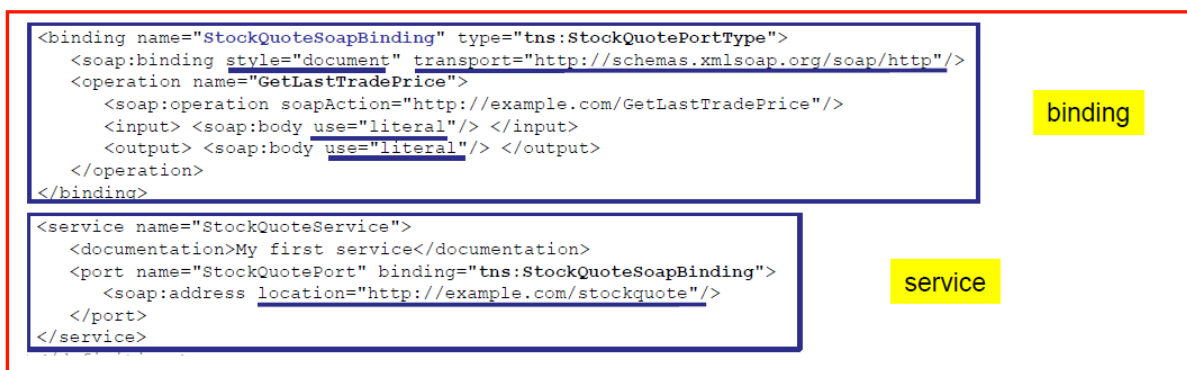 <binding name="StockQuoteSoapBinding" type="tns:StockQuotePortType">
<soap:binding style="document" transport="http://schemas.xmlsoap.org/soap/http"/>
<operation name="GetLastTradePrice">
<soap:operation soapAction="http://example.com/GetLastTradePrice"/>
<input> <soap:body use="literal"/> </input>
<output> <soap:body use="literal"/> </output>
</operation>
</binding>
binding
<service name="StockQuoteService">
<documentation>My first service</documentation>
<port name="StockQuotePort" binding="tns:StockQuoteSoapBinding">
<soap:address location="http://example.com/stockquote"/>
</port>
</service>
service